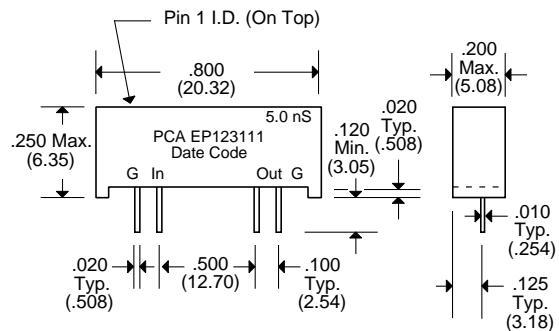 Pin 1 I.D. (On Top)
.800
(20.32)
.200
Max.
(5.08)
5.0 nS
.250 Max.
(6.35)
PCA EP123111
Date Code
G In Out G
.120
Min.
(3.05)
.020
Typ.
(.508)
.010
Typ.
(.254)
.020
Typ.
(.508)
.500
(12.70)
.100
Typ.
(2.54)
.125
Typ.
(3.18)